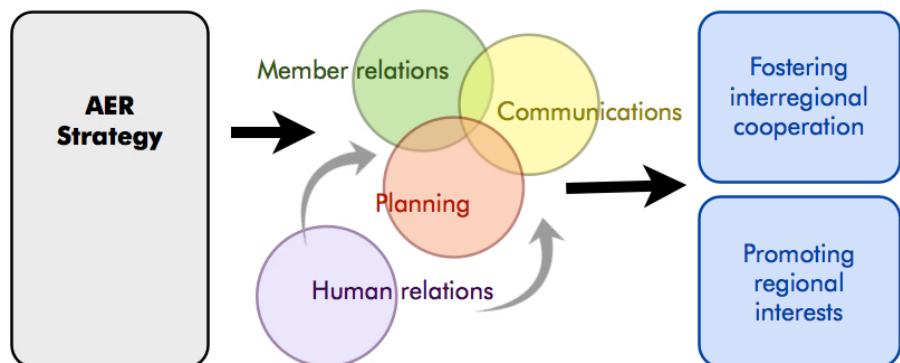 AER
Strategy
Member relations
Communications
Planning
Human relations
Fostering
interregional
cooperation
Promoting
regional
interests